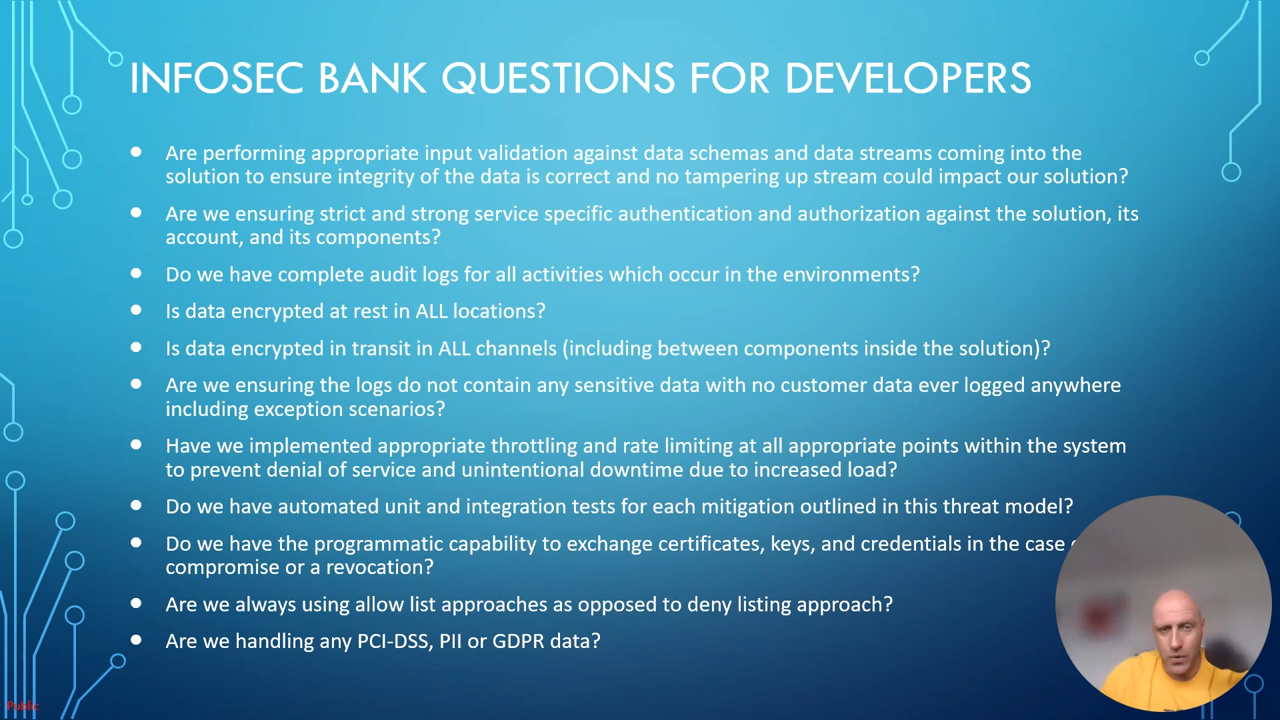 INFOSEC BANK QUESTIONS FOR DEVELOPERS
Are performing appropriate input validation against data schemas and data streams coming into the
solution to ensure integrity of the data is correct and no tampering up stream could impact our solution?
Are we ensuring strict and strong service specific authentication and authorization against the solution, its
account, and its components?
Do we have complete audit logs for all activities which occur in the environments?
Is data encrypted at rest in ALL locations?
Is data encrypted in transit in ALL channels (including between components inside the solution)?
Are we ensuring the logs do not contain any sensitive data with no customer data ever logged anywhere
including exception scenarios?
Have we implemented appropriate throttling and rate limiting at all appropriate points within the system
to prevent denial of service and unintentional downtime due to increased load?
Do we have automated unit and integration tests for each mitigation outlined in this threat model?
Do we have the programmatic capability to exchange certificates, keys, and credentials in the case
compromise or a revocation?
Are we always using allow list approaches as opposed to deny listing approach?
Are we handling any PCI-DSS, PII or GDPR data?
Public